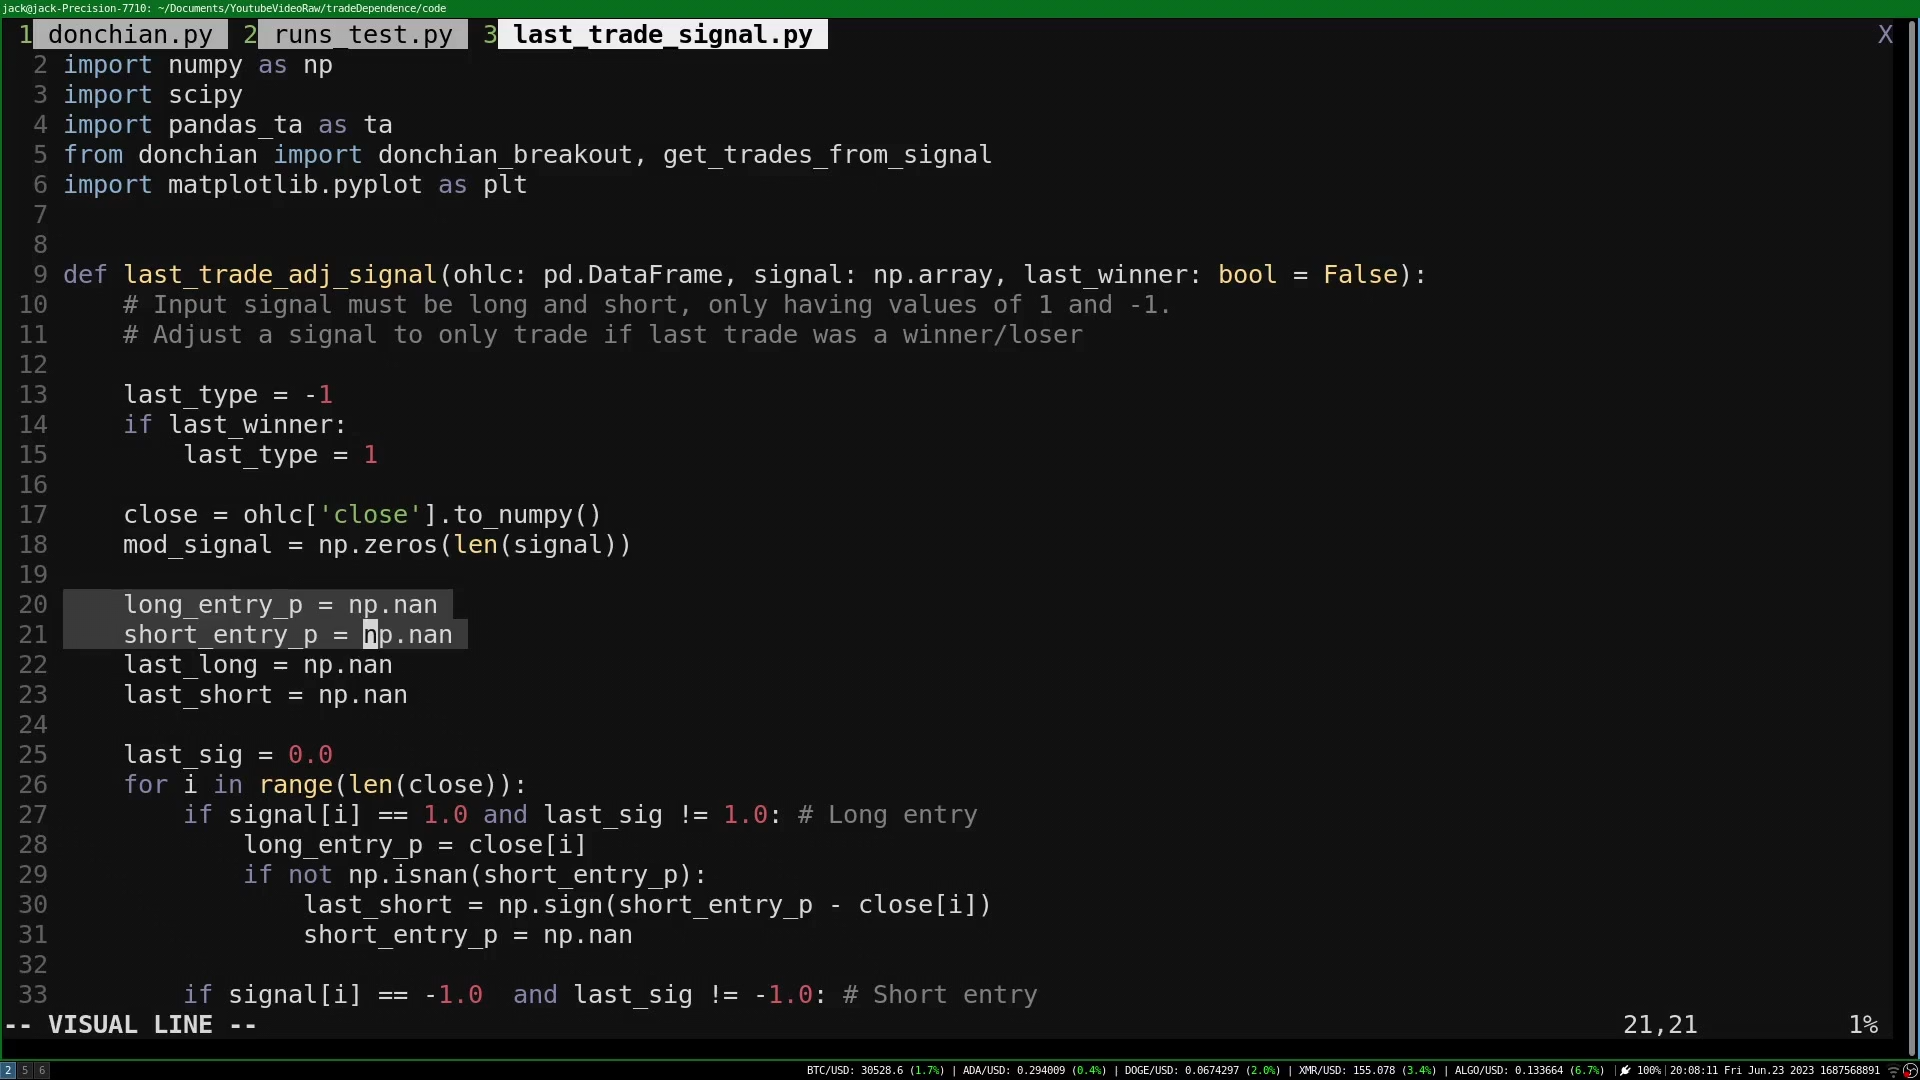 jack@jack-Precision-7710: ~/Documents/YoutubeVideoRaw/tradeDependence/code
1 donchian.py 2 runs_test.py 3 last_trade_signal.py X
2 import numpy as np
3 import scipy
4 import pandas_ta as ta
5 from donchian import donchian_breakout, get_trades_from_signal
6 import matplotlib.pyplot as plt
7
8
9 def last_trade_adj_signal(ohlc: pd.DataFrame, signal: np.array, last_winner: bool = False):
10     # Input signal must be long and short, only having values of 1 and -1.
11     # Adjust a signal to only trade if last trade was a winner/loser
12
13     last_type = -1
14     if last_winner:
15         last_type = 1
16
17     close = ohlc['close'].to_numpy()
18     mod_signal = np.zeros(len(signal))
19
20     long_entry_p = np.nan
21     short_entry_p = np.nan
22     last_long = np.nan
23     last_short = np.nan
24
25     last_sig = 0.0
26     for i in range(len(close)):
27         if signal[i] == 1.0 and last_sig != 1.0: # Long entry
28             long_entry_p = close[i]
29             if not np.isnan(short_entry_p):
30                 last_short = np.sign(short_entry_p - close[i])
31                 short_entry_p = np.nan
32
33         if signal[i] == -1.0  and last_sig != -1.0: # Short entry
-- VISUAL LINE -- 21,21 1%
2 5 6 BTC/USD: 30528.6 (1.7%) | ADA/USD: 0.294009 (0.4%) | DOGE/USD: 0.0674297 (2.0%) | XMR/USD: 155.078 (3.4%) | ALGO/USD: 0.133664 (6.7%) | 100% | 20:08:11 Fri Jun.23 2023 1687568891